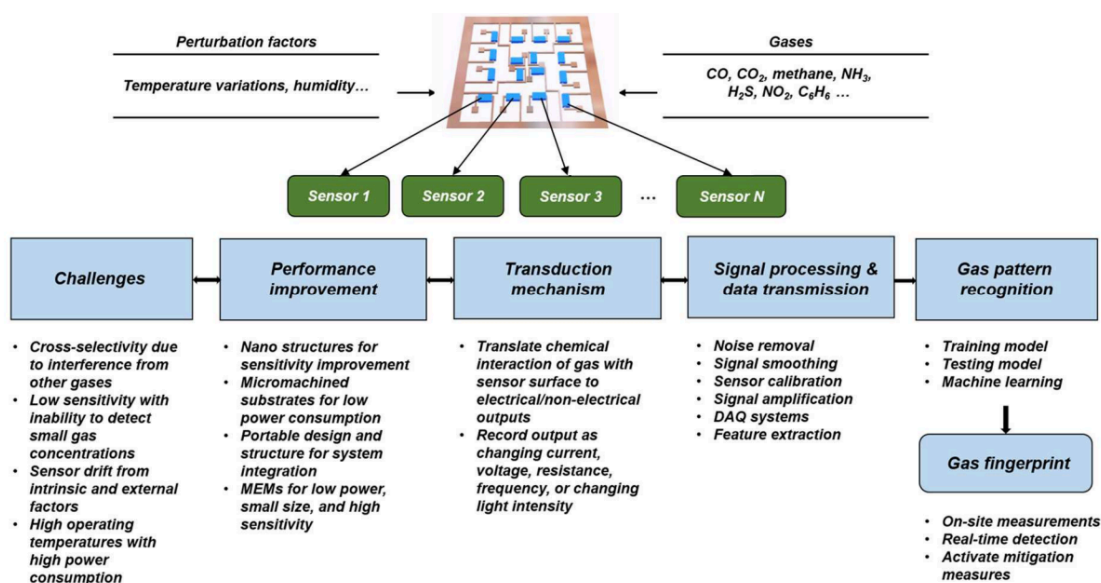 Perturbation factors
Temperature variations, humidity…
Gases
CO, CO₂, methane, NH₃,
H₂S, NO₂, C₆H₆ …
Sensor 1
Sensor 2
Sensor 3
…
Sensor N
Challenges
• Cross-selectivity due
to interference from
other gases
• Low sensitivity with
inability to detect
small gas
concentrations
• Sensor drift from
intrinsic and external
factors
• High operating
temperatures with
high power
consumption
Performance
improvement
• Nano structures for
sensitivity improvement
• Micromachined
substrates for low
power consumption
• Portable design and
structure for system
integration
• MEMs for low power,
small size, and high
sensitivity
Transduction
mechanism
• Translate chemical
interaction of gas with
sensor surface to
electrical/non-electrical
outputs
• Record output as
changing current,
voltage, resistance,
frequency, or changing
light intensity
Signal processing &
data transmission
• Noise removal
• Signal smoothing
• Sensor calibration
• Signal amplification
• DAQ systems
• Feature extraction
Gas pattern
recognition
• Training model
• Testing model
• Machine learning
Gas fingerprint
• On-site measurements
• Real-time detection
• Activate mitigation
measures